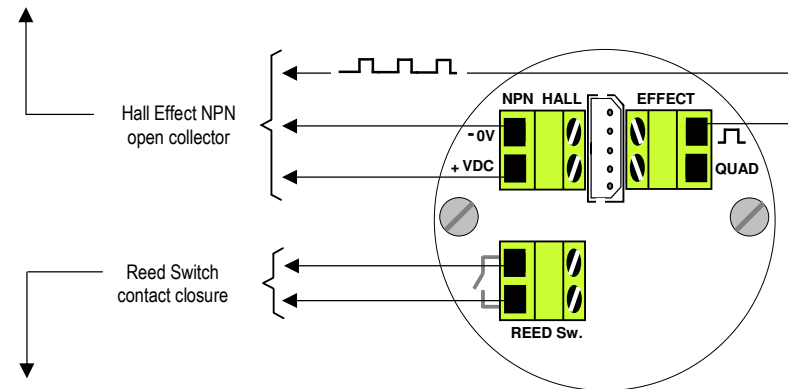 Hall Effect NPN
open collector
NPN HALL
EFFECT
- 0V
+ VDC
QUAD
Reed Switch
contact closure
REED Sw.